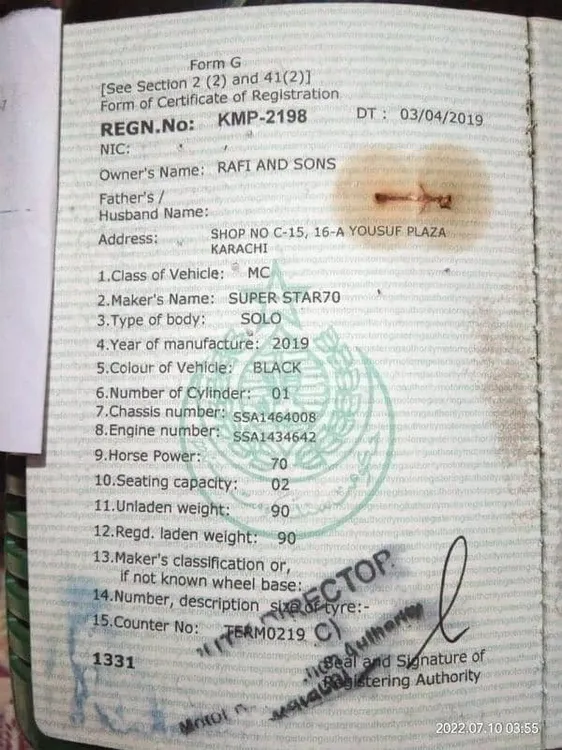 Form G
[See Section 2 (2) and 41(2)]
Form of Certificate of Registration
REGN.No: KMP-2198 DT : 03/04/2019
NIC:
Owner's Name: RAFI AND SONS
Father's /
Husband Name:
Address: SHOP NO C-15, 16-A YOUSUF PLAZA
KARACHI
1.Class of Vehicle: MC
2.Maker's Name: SUPER STAR70
3.Type of body: SOLO
4.Year of manufacture: 2019
5.Colour of Vehicle: BLACK
6.Number of Cylinder: 01
7.Chassis number: SSA1464008
8.Engine number: SSA1434642
9.Horse Power: 70
10.Seating capacity: 02
11.Unladen weight: 90
12.Regd. laden weight: 90
13.Maker's classification or,
if not known wheel base:
14.Number, description size of tyre:-
15.Counter No: TERM0219
DIRECTOR
Authority
1331
Seal and Signature of
Registering Authority
2022.07.10 03:55